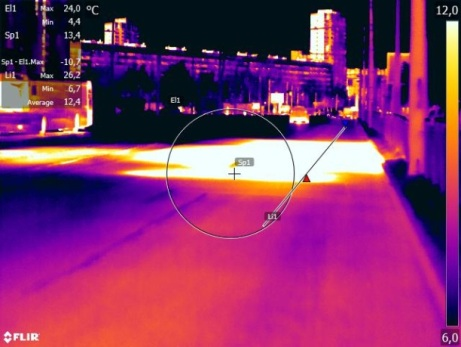 El1 Max 24,0 °C 12,0
Min 4,4
Sp1 13,4
Sp1 - El1.Max -10,7
Li1 Max 26,2
Min 6,7
Average 12,4
El1
Sp1
Li1
FLIR 6,0